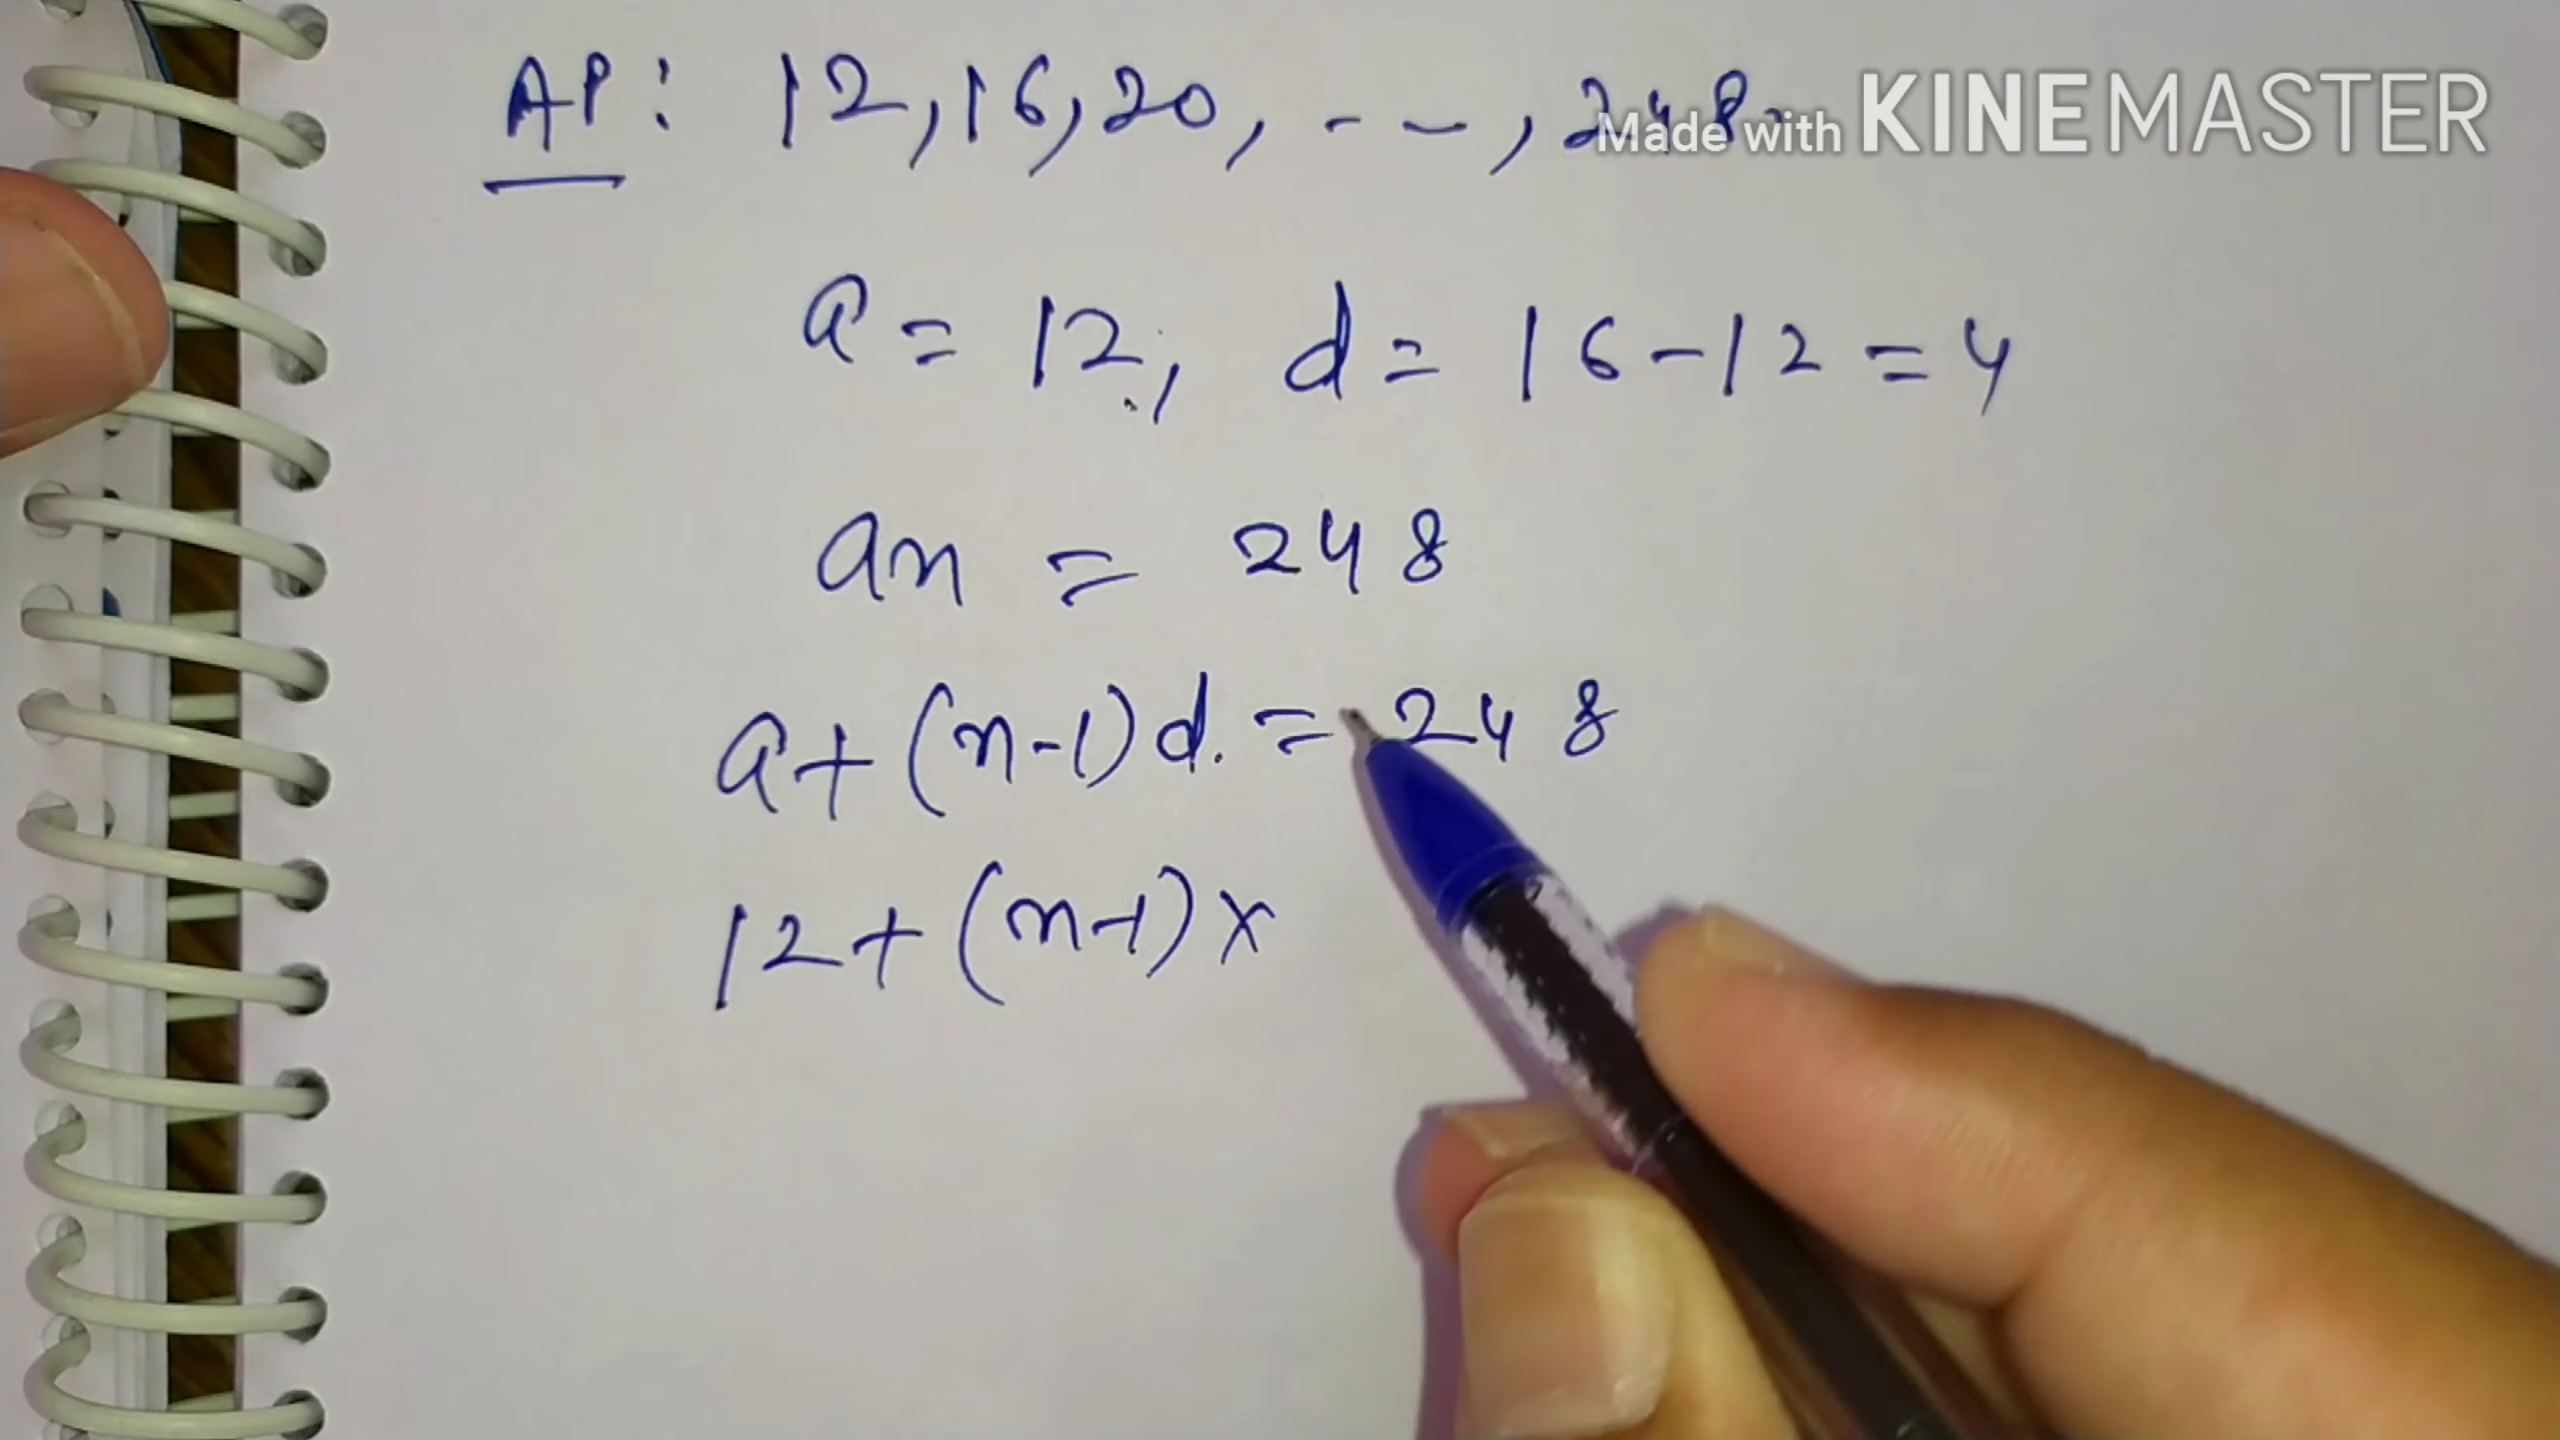 AP: 12, 16, 20, - - -, 248.
Made with KINEMASTER
a = 12, d = 16-12 = 4
an = 248
a+(n-1)d. = 248
12+(n-1)x